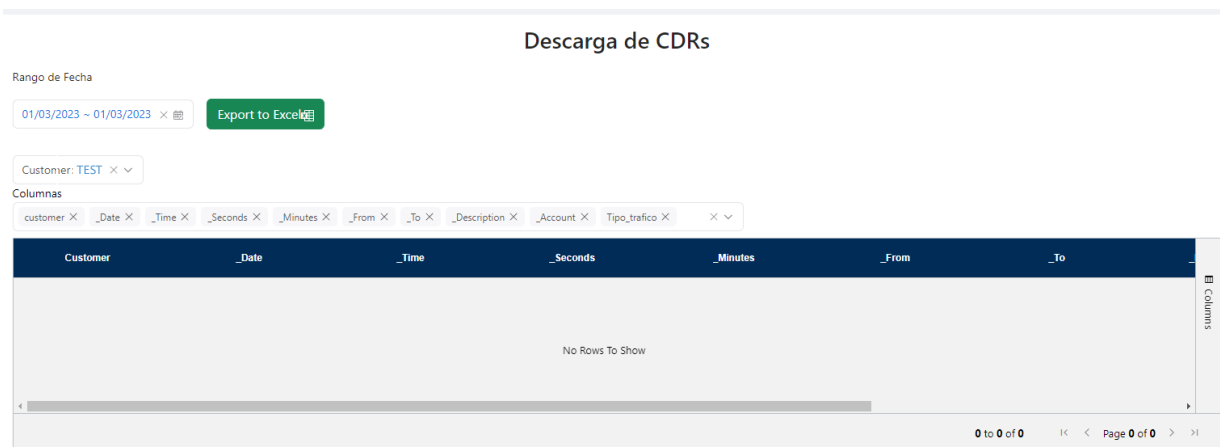 Descarga de CDRs
Rango de Fecha
01/03/2023 ~ 01/03/2023
Export to Excel
Customer: TEST
Columnas
customer _Date _Time _Seconds _Minutes _From _To _Description _Account Tipo_trafico
Customer _Date _Time _Seconds _Minutes _From _To
Columns
No Rows To Show
0 to 0 of 0 Page 0 of 0